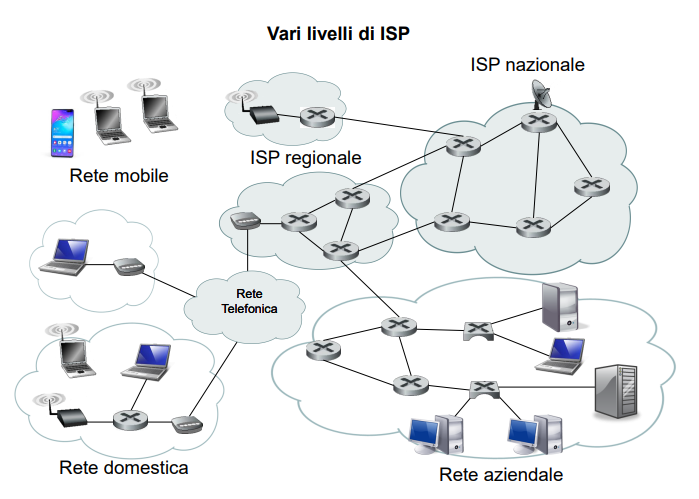 Vari livelli di ISP
ISP nazionale
ISP regionale
Rete mobile
Rete
Telefonica
Rete domestica
Rete aziendale